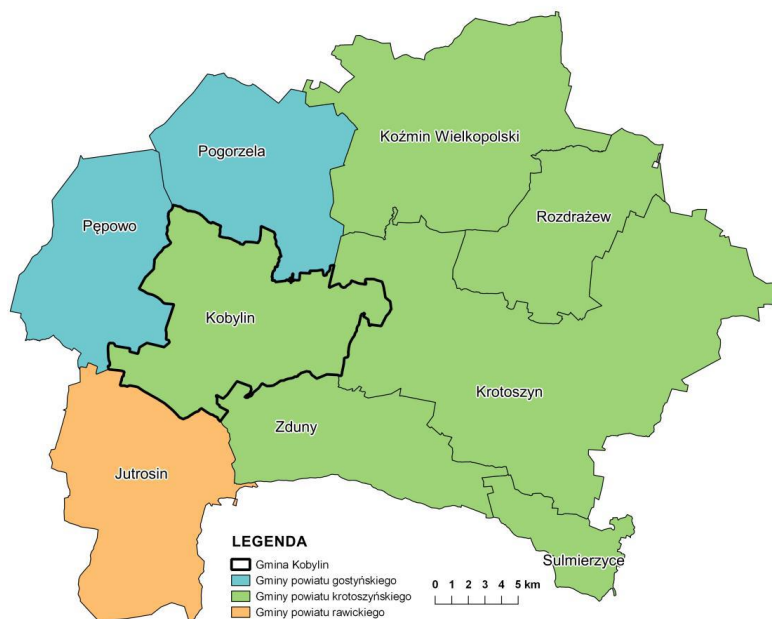 Koźmin Wielkopolski
Pogorzela
Rozdrażew
Pępowo
Kobylin
Krotoszyn
Zduny
Jutrosin
Sulmierzyce
LEGENDA
Gmina Kobylin
Gminy powiatu gostyńskiego
Gminy powiatu krotoszyńskiego
Gminy powiatu rawickiego
0 1 2 3 4 5 km